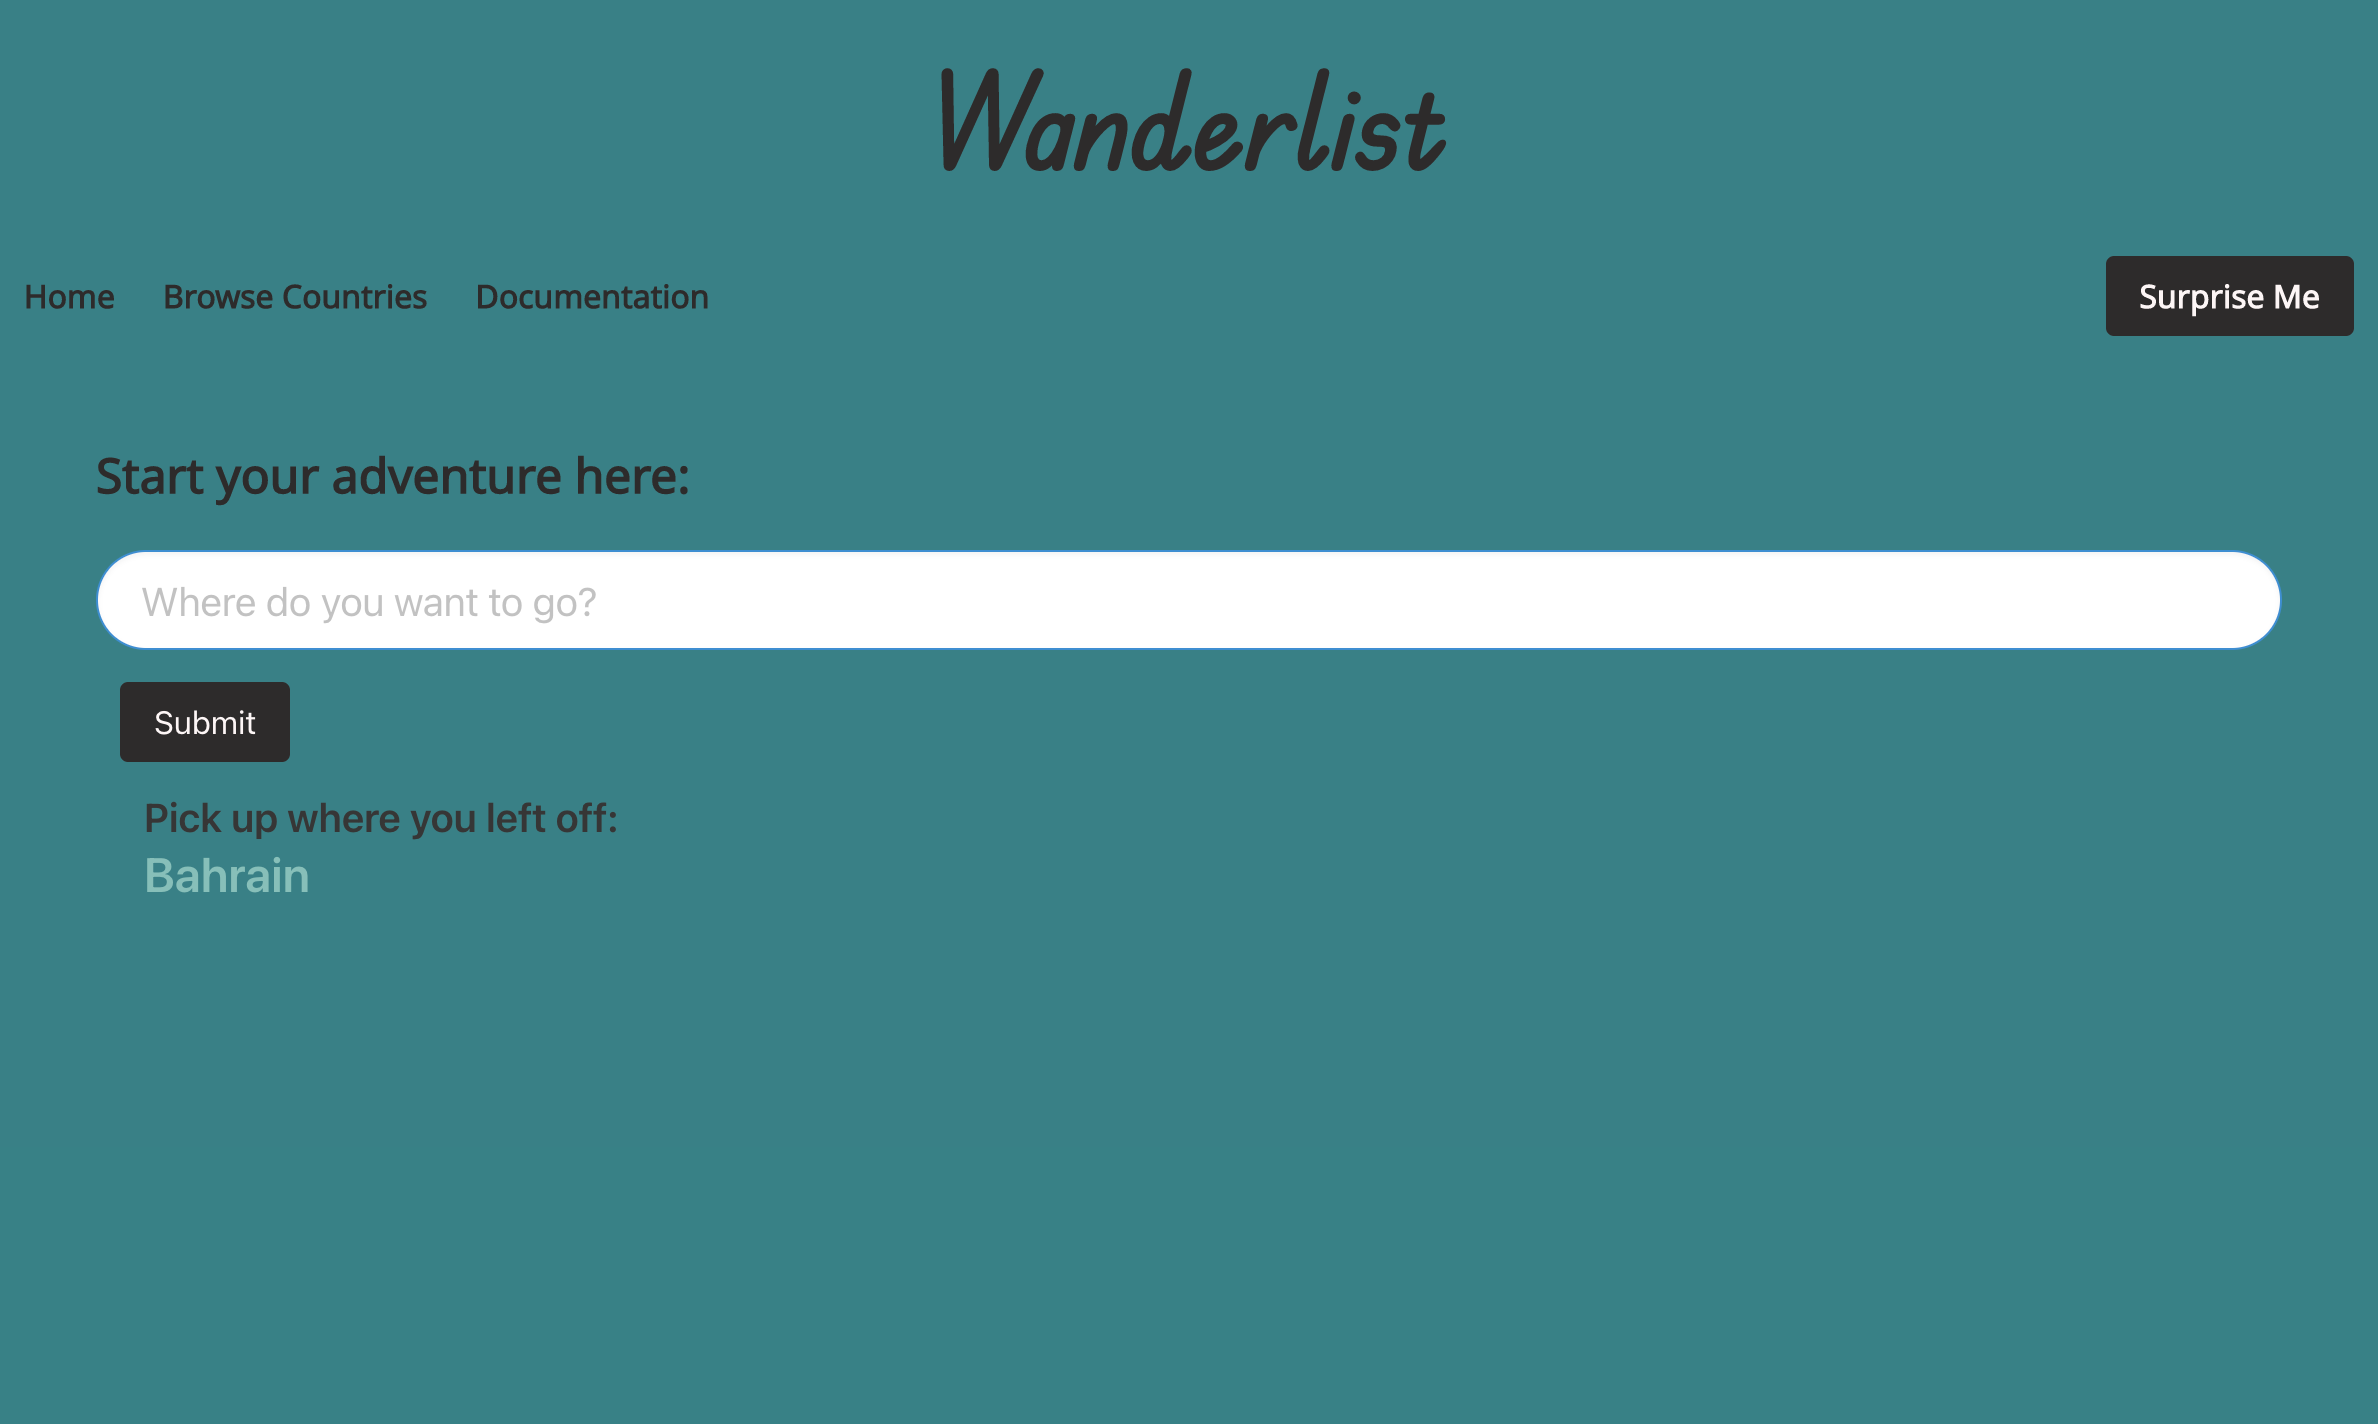 Wanderlist
Home Browse Countries Documentation Surprise Me
Start your adventure here:
Where do you want to go?
Submit
Pick up where you left off:
Bahrain